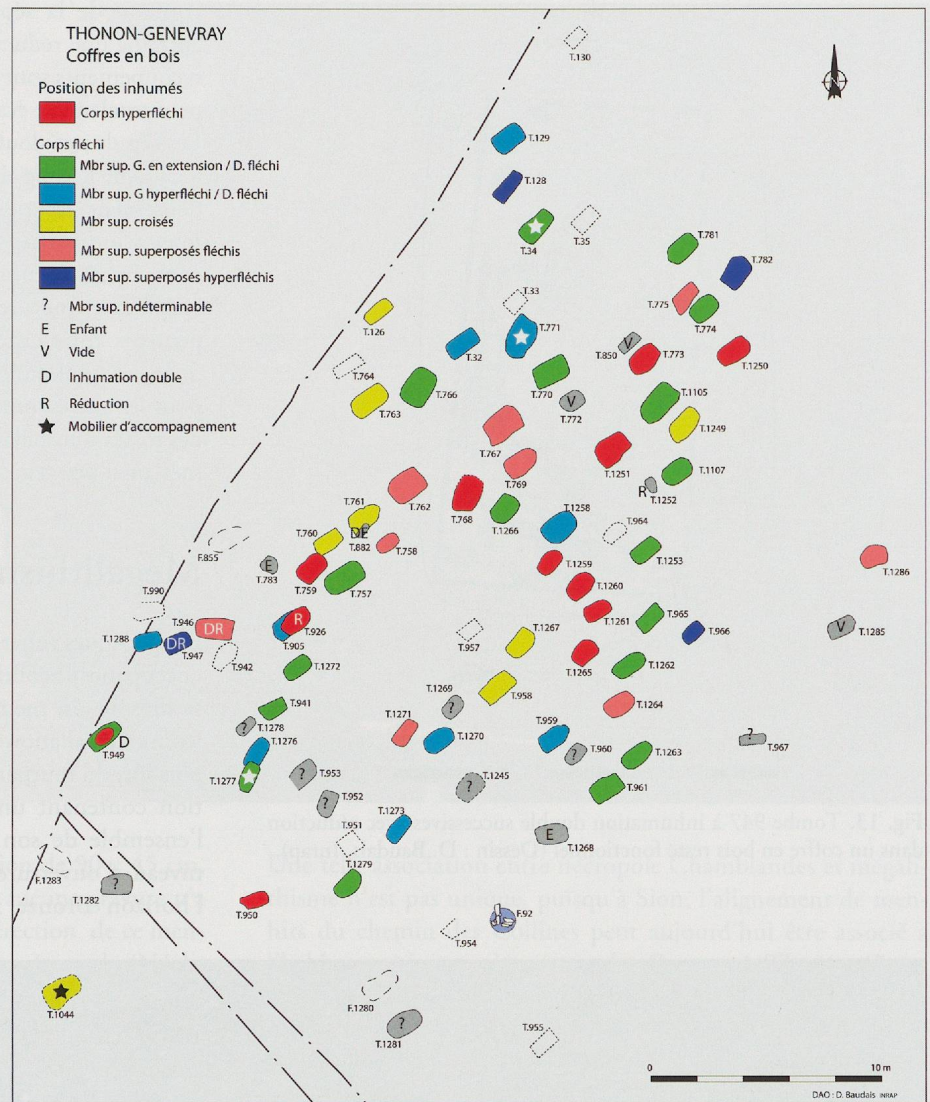 THONON-GENEVRAY
Coffres en bois
Position des inhumés
Corps hyperfléchi
Corps fléchi
Mbr sup. G. en extension / D. fléchi
Mbr sup. G hyperfléchi / D. fléchi
Mbr sup. croisés
Mbr sup. superposés fléchis
Mbr sup. superposés hyperfléchis
? Mbr sup. indéterminable
E Enfant
V Vide
D Inhumation double
R Réduction
Mobilier d'accompagnement
T.130
T.129
T.128
T.35
T.34
T.781
T.782
T.33
T.775
T.774
T.126
T.771
T.32
V
T.850
T.773
T.1250
T.764
T.766
T.770
T.763
V
T.772
T.1105
T.1249
T.767
T.769
T.1251
T.1107
R
T.1252
T.762
T.768
T.1266
T.761
T.760
DE
T.882
T.758
T.1258
T.964
T.1253
F.855
E
T.783
T.759
T.757
T.1259
T.1260
T.1286
T.990
T.946
DR
R
T.926
T.905
T.1261
T.965
T.1288
DR
T.947
T.942
T.957
T.1267
T.966
V
T.1285
T.1272
T.1265
T.1262
T.1269
?
T.958
T.1264
T.941
?
T.1278
T.1271
T.1270
T.959
D
T.949
T.1276
?
T.960
T.1263
?
T.967
T.1277
?
T.953
?
T.1245
T.961
?
T.952
T.1273
T.951
E
T.1268
T.1279
F.1283
?
T.1282
T.950
F.92
T.954
T.1044
F.1280
?
T.1281
T.955
0 10 m
DAO : D. Baudais INRAP